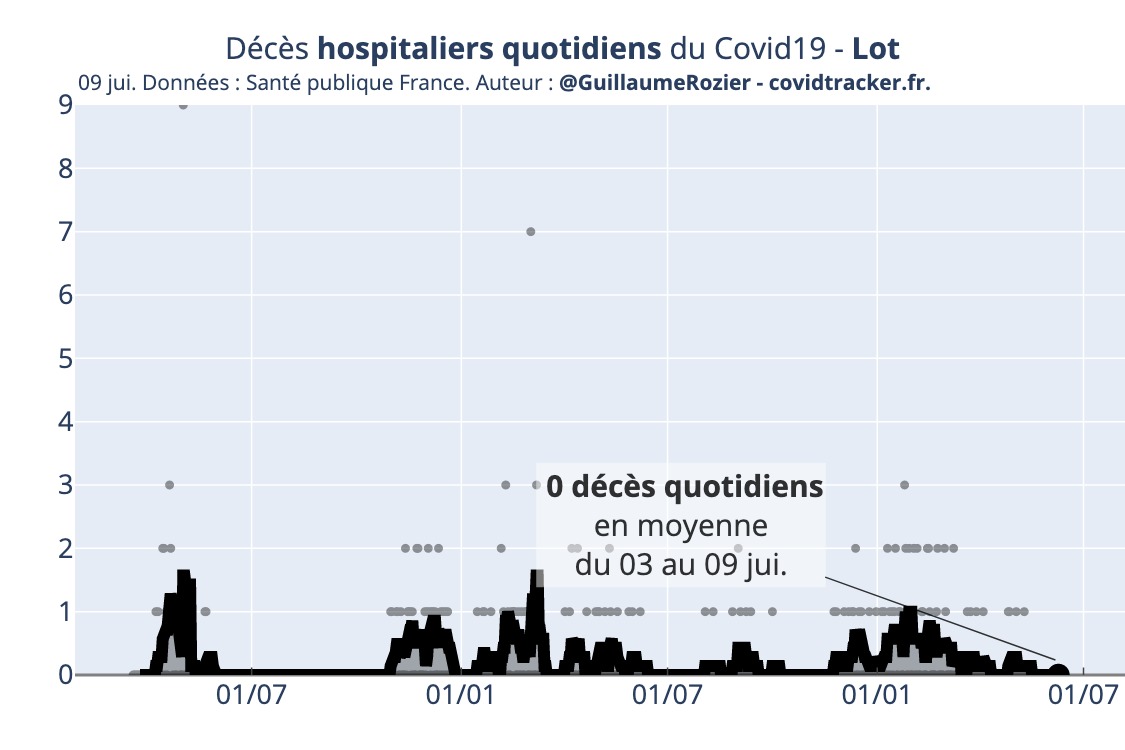 Décès hospitaliers quotidiens du Covid19 - Lot
09 jui. Données : Santé publique France. Auteur : @GuillaumeRozier - covidtracker.fr.
9
8
7
6
5
4
3
2
1
0
0 décès quotidiens
en moyenne
du 03 au 09 jui.
01/07 01/01 01/07 01/01 01/07